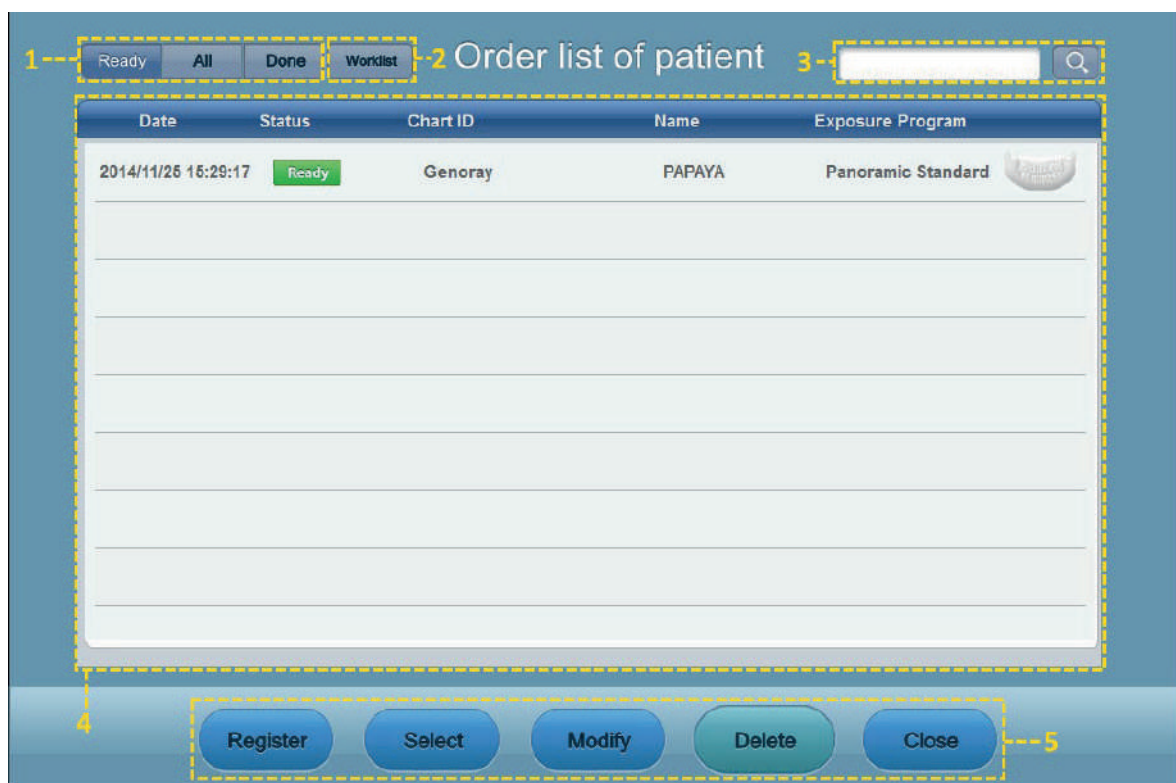 1 Ready All Done Worklist 2 Order list of patient 3
Date Status Chart ID Name Exposure Program
2014/11/25 15:29:17 Ready Genoray PAPAYA Panoramic Standard
4
Register Select Modify Delete Close 5